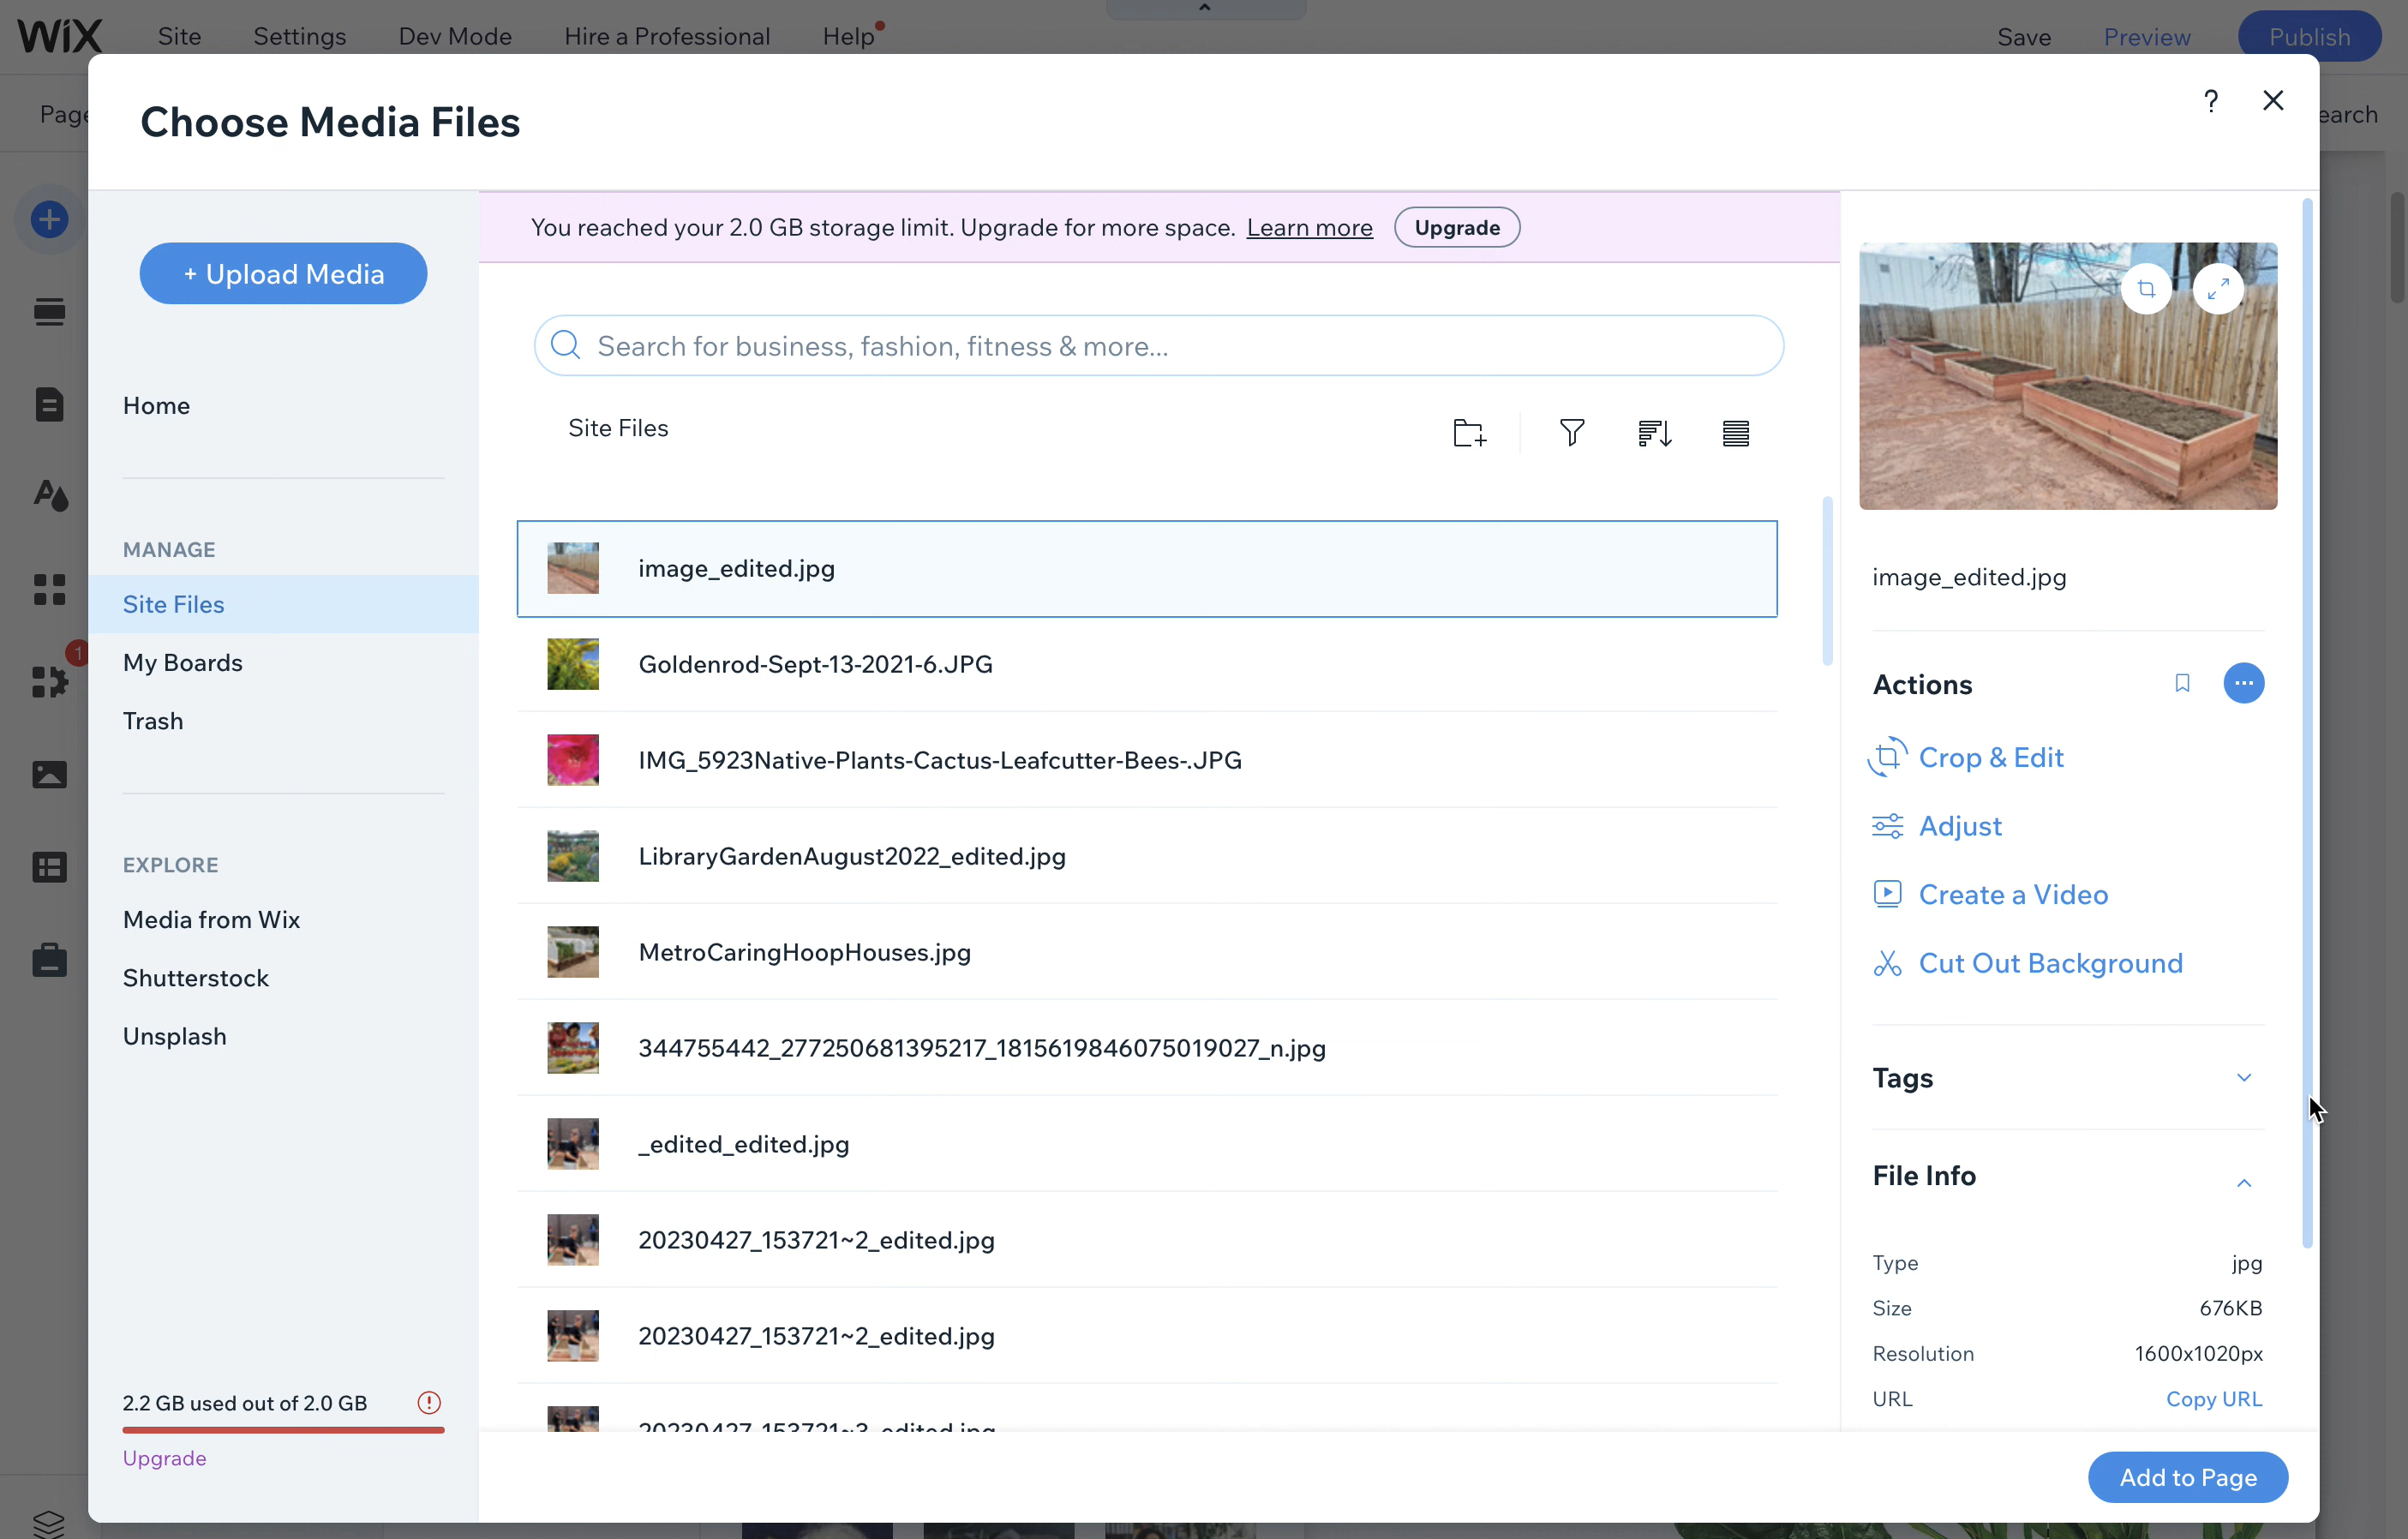 WiX Site Settings Dev Mode Hire a Professional Help Save Preview Publish
Page
earch
Choose Media Files
?
+ Upload Media
Home
MANAGE
Site Files
My Boards
Trash
EXPLORE
Media from Wix
Shutterstock
Unsplash
2.2 GB used out of 2.0 GB
Upgrade
1
You reached your 2.0 GB storage limit. Upgrade for more space. Learn more Upgrade
Search for business, fashion, fitness & more...
Site Files
image_edited.jpg
Goldenrod-Sept-13-2021-6.JPG
IMG_5923Native-Plants-Cactus-Leafcutter-Bees-.JPG
LibraryGardenAugust2022_edited.jpg
MetroCaringHoopHouses.jpg
344755442_277250681395217_1815619846075019027_n.jpg
_edited_edited.jpg
20230427_153721~2_edited.jpg
20230427_153721~2_edited.jpg
20230427_153721~3_edited.jpg
image_edited.jpg
Actions
Crop & Edit
Adjust
Create a Video
Cut Out Background
Tags
File Info
Type jpg
Size 676KB
Resolution 1600x1020px
URL Copy URL
Add to Page